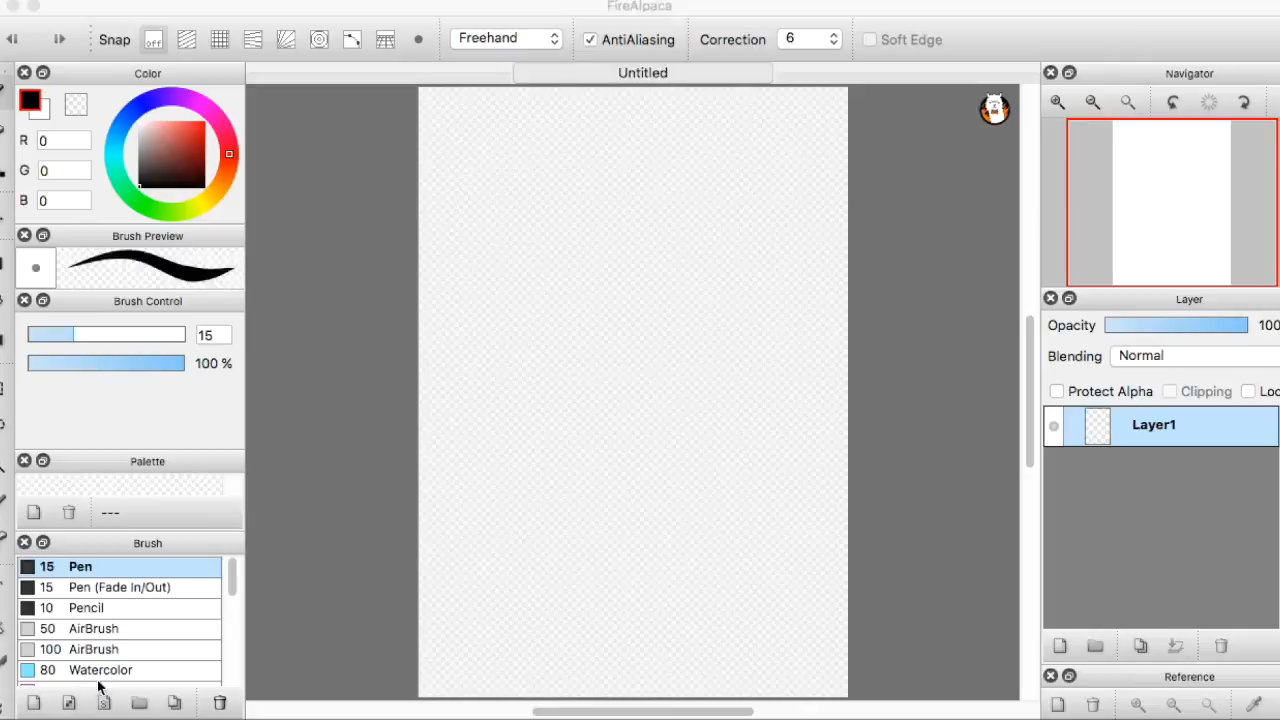 FireAlpaca
Snap off Freehand AntiAliasing Correction 6 Soft Edge
Color
Untitled
Navigator
R 0
G 0
B 0
Brush Preview
Brush Control
15
100 %
Layer
Opacity 100
Blending Normal
Protect Alpha Clipping Loc
Layer1
Palette
---
Brush
15 Pen
15 Pen (Fade In/Out)
10 Pencil
50 AirBrush
100 AirBrush
80 Watercolor
Reference